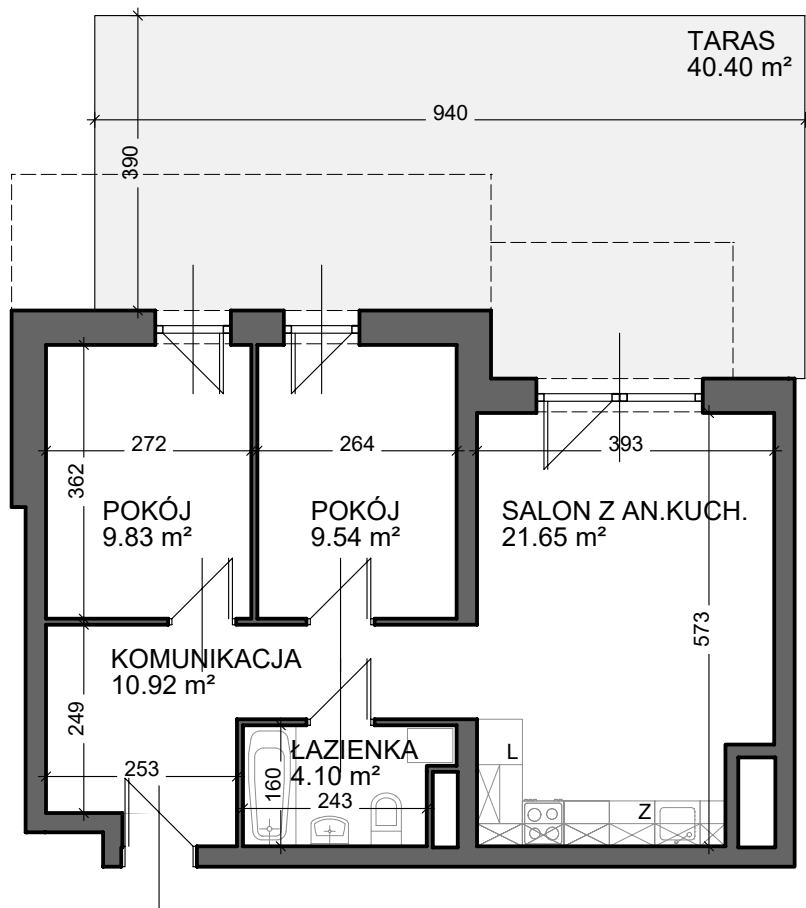 TARAS
40.40 m²
940
390
272
264
393
362
POKÓJ
9.83 m²
POKÓJ
9.54 m²
SALON Z AN.KUCH.
21.65 m²
573
KOMUNIKACJA
10.92 m²
249
253
ŁAZIENKA
4.10 m²
160
243
L
Z